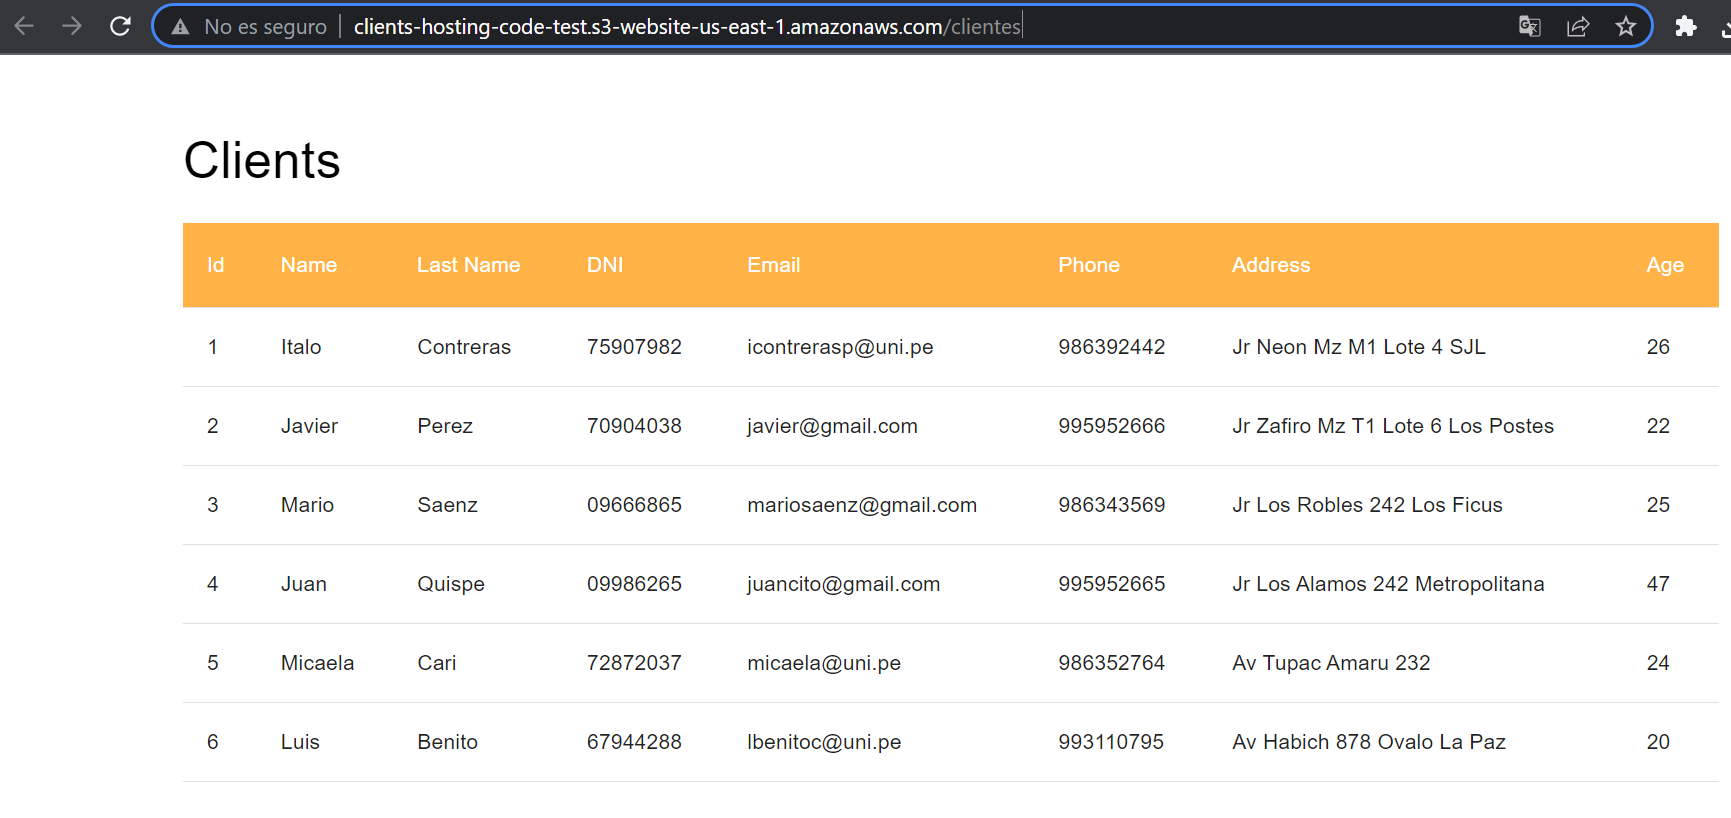 No es seguro clients-hosting-code-test.s3-website-us-east-1.amazonaws.com/clientes
Clients
Id Name Last Name DNI Email Phone Address Age
1 Italo Contreras 75907982 icontrerasp@uni.pe 986392442 Jr Neon Mz M1 Lote 4 SJL 26
2 Javier Perez 70904038 javier@gmail.com 995952666 Jr Zafiro Mz T1 Lote 6 Los Postes 22
3 Mario Saenz 09666865 mariosaenz@gmail.com 986343569 Jr Los Robles 242 Los Ficus 25
4 Juan Quispe 09986265 juancito@gmail.com 995952665 Jr Los Alamos 242 Metropolitana 47
5 Micaela Cari 72872037 micaela@uni.pe 986352764 Av Tupac Amaru 232 24
6 Luis Benito 67944288 lbenitoc@uni.pe 993110795 Av Habich 878 Ovalo La Paz 20